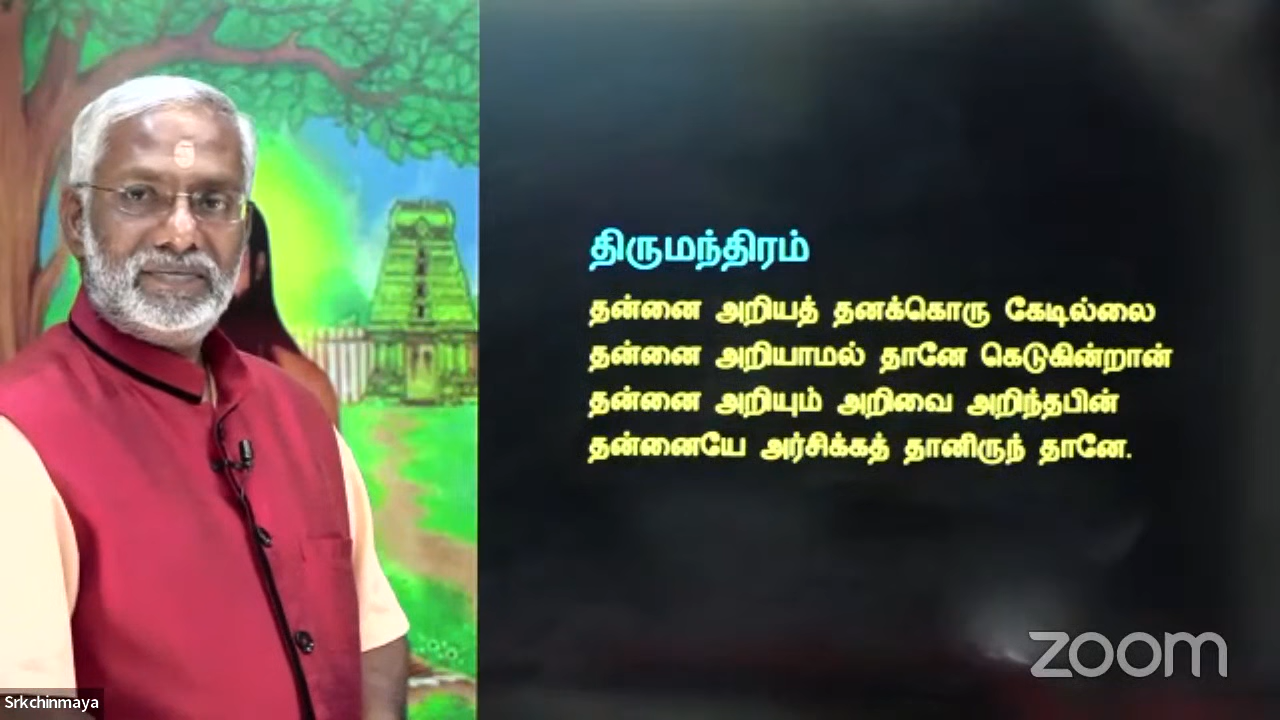 திருமந்திரம்
தன்னை அறியத் தனக்கொரு கேடில்லை
தன்னை அறியாமல் தானே கெடுகின்றான்
தன்னை அறியும் அறிவை அறிந்தபின்
தன்னையே அர்சிக்கத் தானிருந் தானே.
zoom
Srkchinmaya